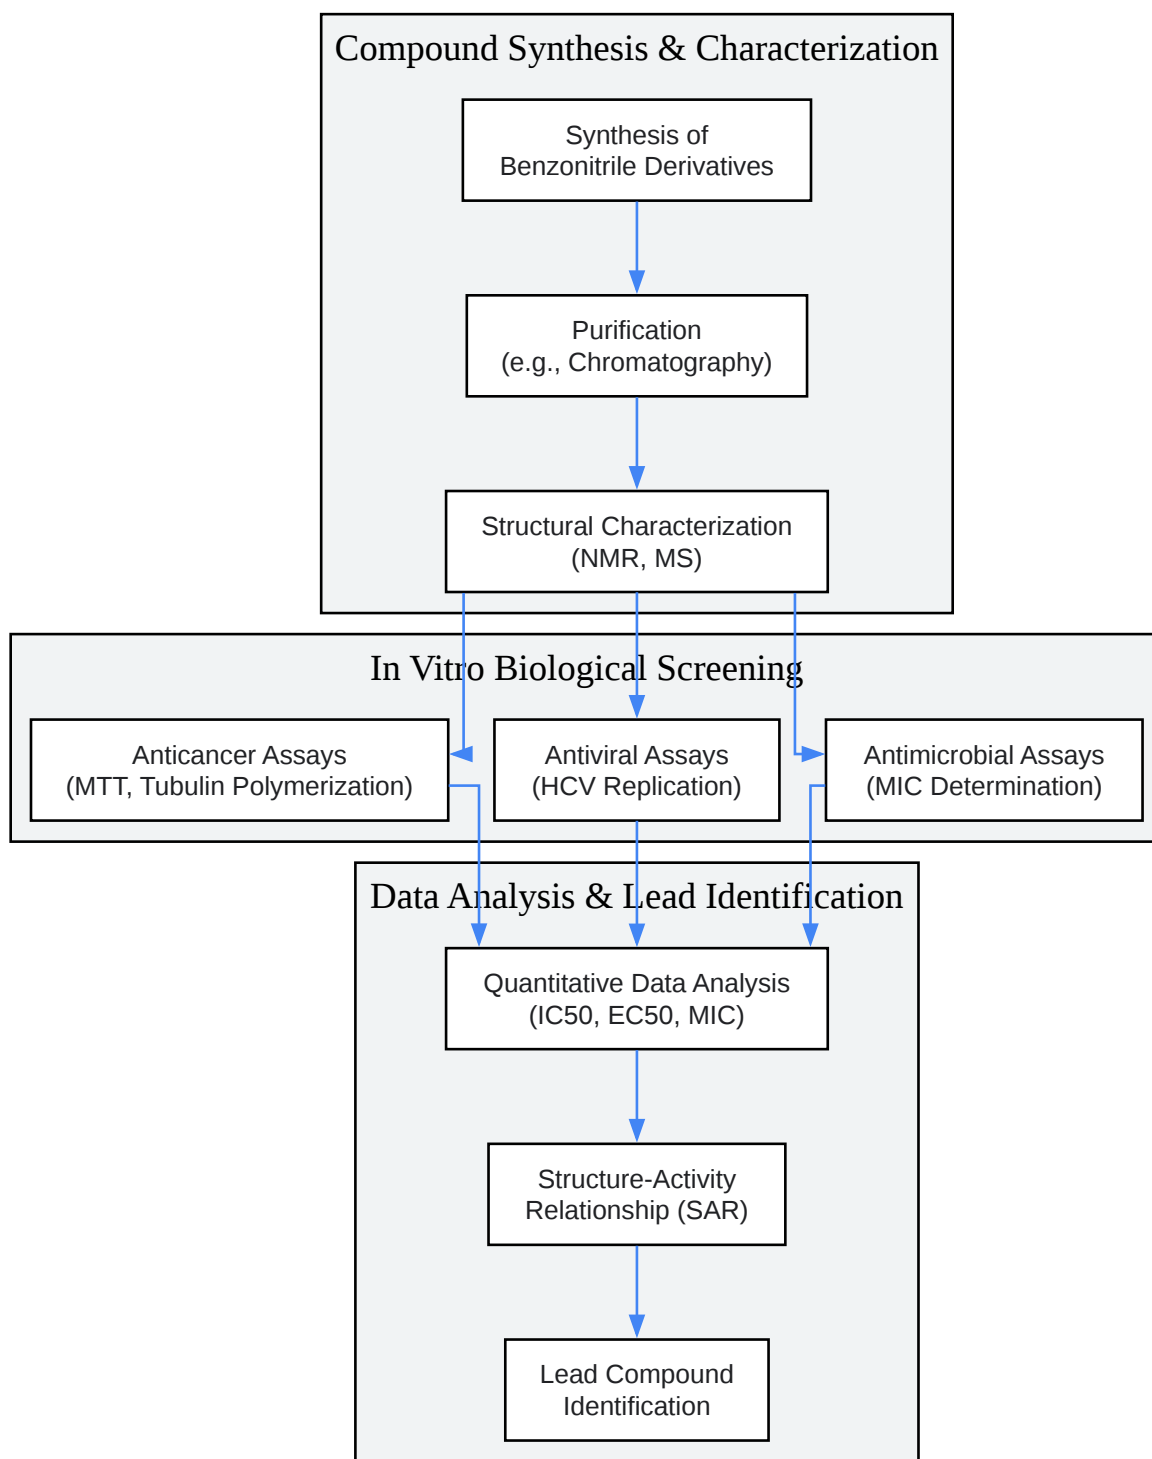 Compound Synthesis & Characterization
Synthesis of
Benzonitrile Derivatives
Purification
(e.g., Chromatography)
Structural Characterization
(NMR, MS)
In Vitro Biological Screening
Anticancer Assays
(MTT, Tubulin Polymerization)
Antiviral Assays
(HCV Replication)
Antimicrobial Assays
(MIC Determination)
Data Analysis & Lead Identification
Quantitative Data Analysis
(IC50, EC50, MIC)
Structure-Activity
Relationship (SAR)
Lead Compound
Identification